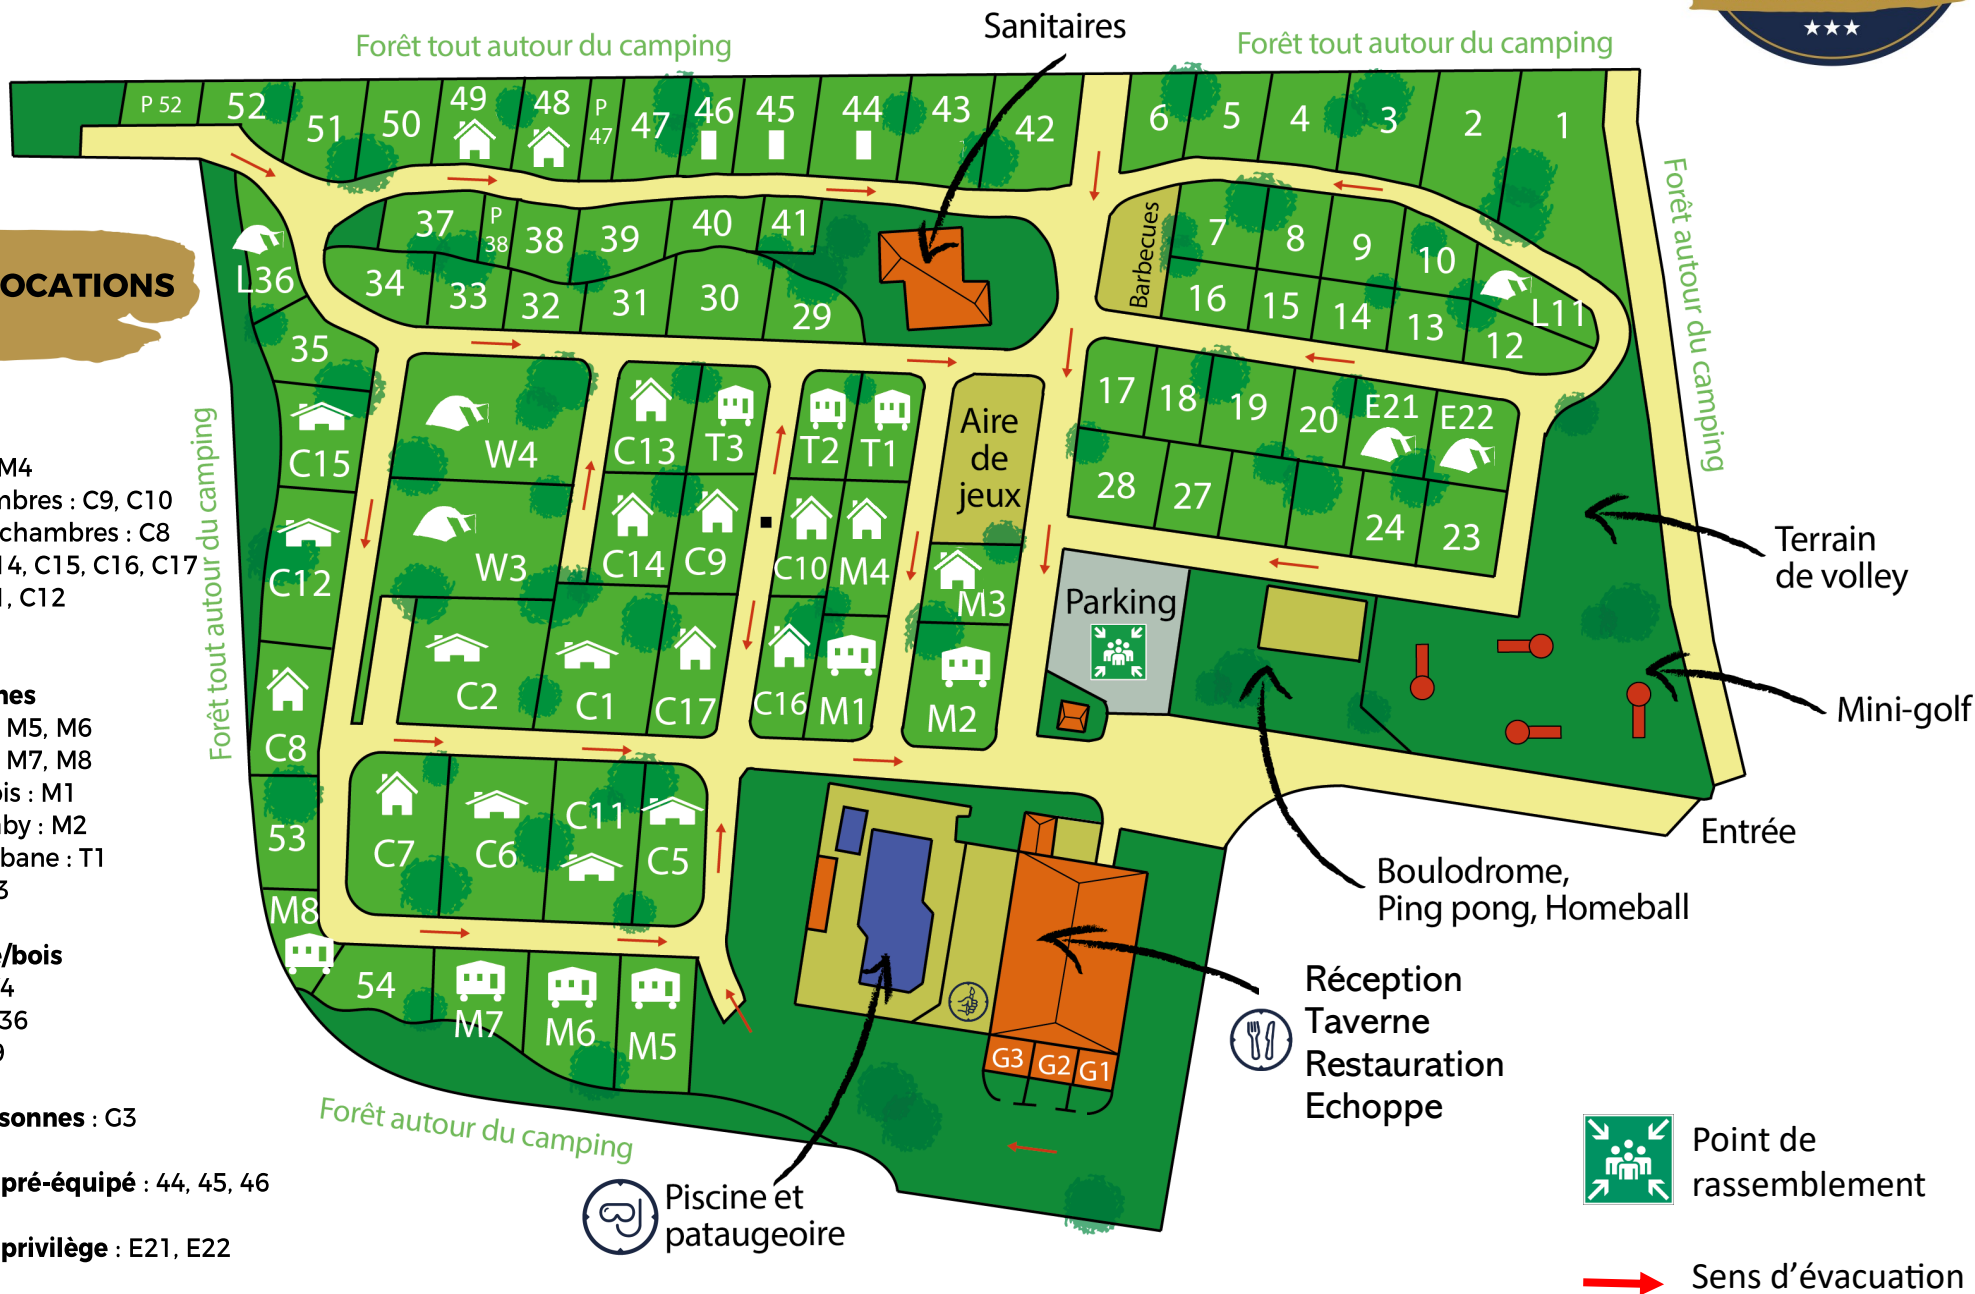 Sanitaires
Forêt tout autour du camping
Forêt tout autour du camping
P 52
52
51
50
49
48
P
47
47
46
45
44
43
42
6
5
4
3
2
1
Forêt autour du camping
37
P
38
38
39
40
41
Barbecues
7
8
9
10
L11
L36
34
33
32
31
30
29
16
15
14
13
12
OCATIONS
35
W4
C13
T3
T2
T1
Aire
de
jeux
17
18
19
20
E21
E22
C15
28
27
24
23
Forêt tout autour du camping
W3
C14
C9
C10
M4
M3
C12
Parking
Terrain
de volley
M4
mbres : C9, C10
chambres : C8
14, C15, C16, C17
1, C12
C2
C1
C17
C16
M1
M2
C8
Mini-golf
nes
M5, M6
M7, M8
is : M1
by : M2
bane : T1
3
C7
C6
C11
C5
53
Entrée
M8
Boulodrome,
Ping pong, Homeball
e/bois
4
36
9
54
M7
M6
M5
G3
G2
G1
Réception
Taverne
Restauration
Echoppe
Forêt autour du camping
sonnes : G3
pré-équipé : 44, 45, 46
privilège : E21, E22
Piscine et
pataugeoire
Point de
rassemblement
Sens d’évacuation